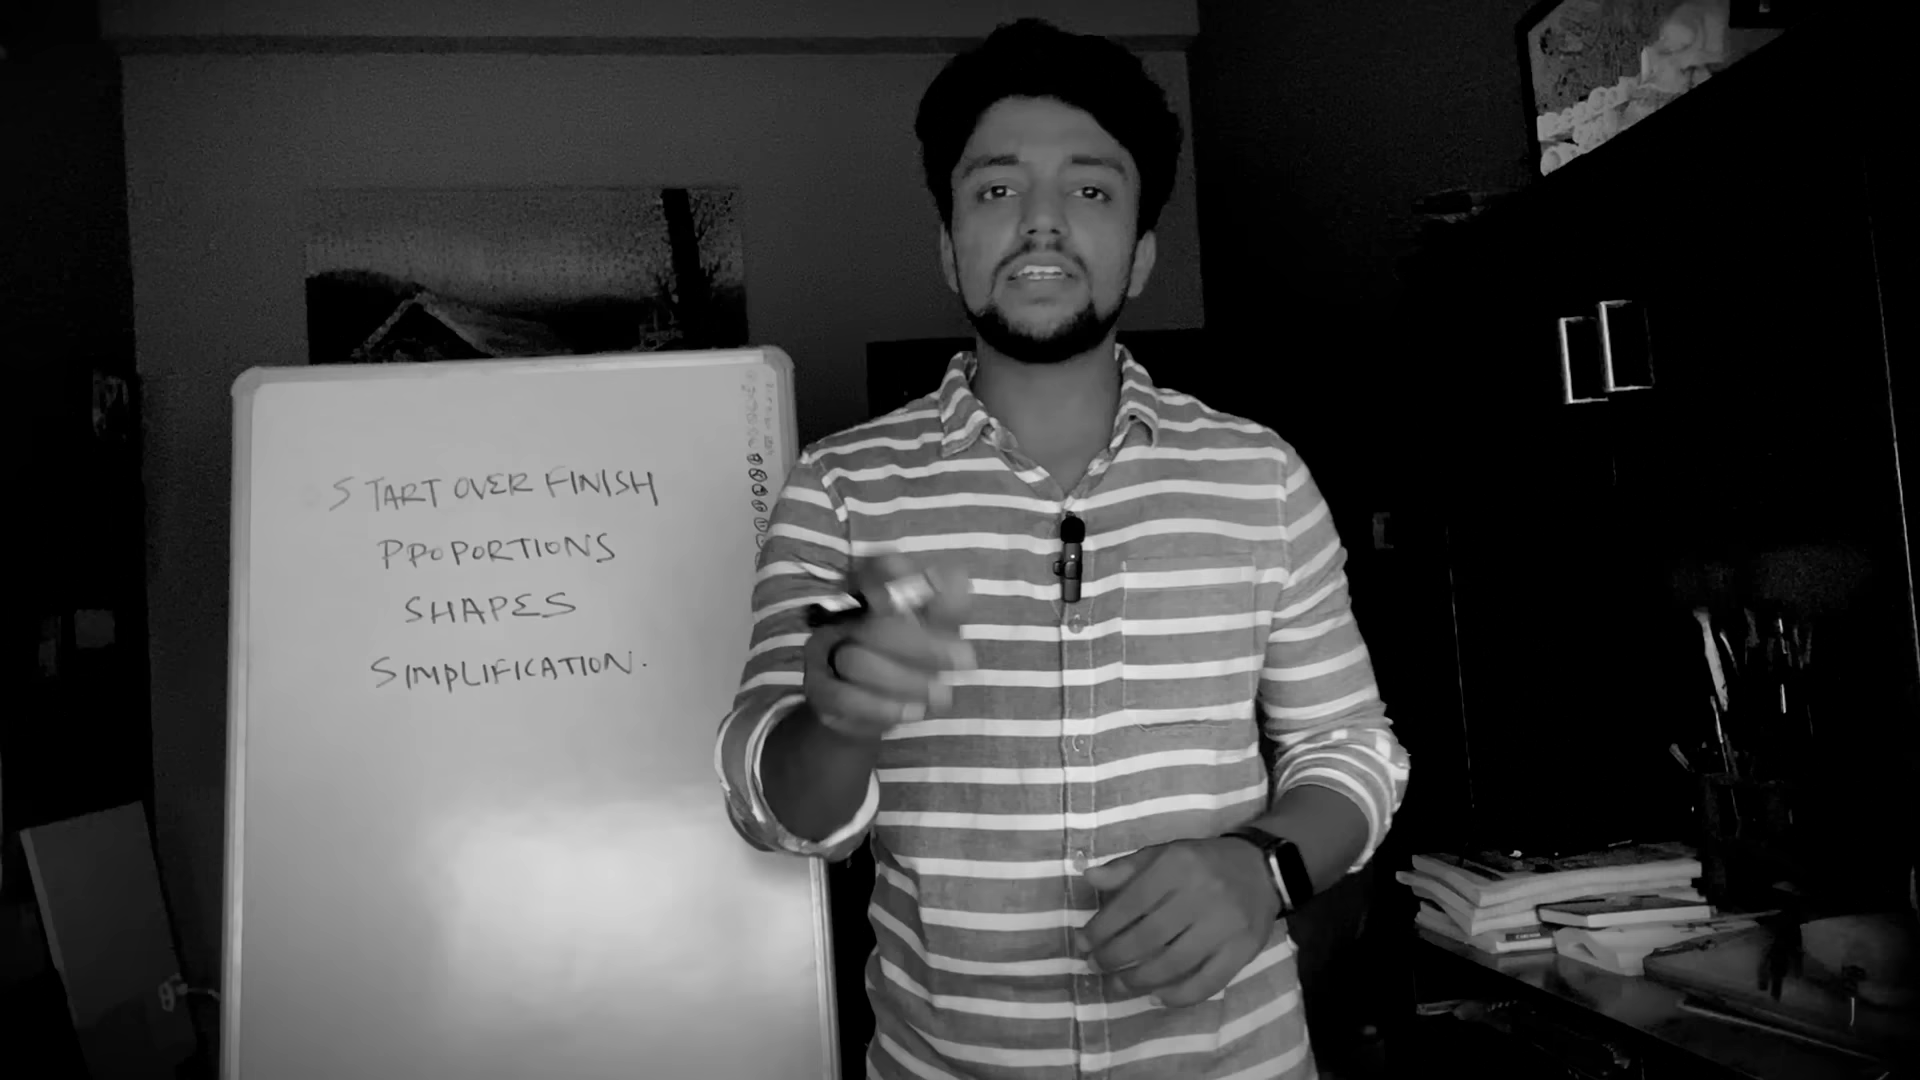 START OVER FINISH
PPOPORTIONS
SHAPES
SIMPLIFICATION.